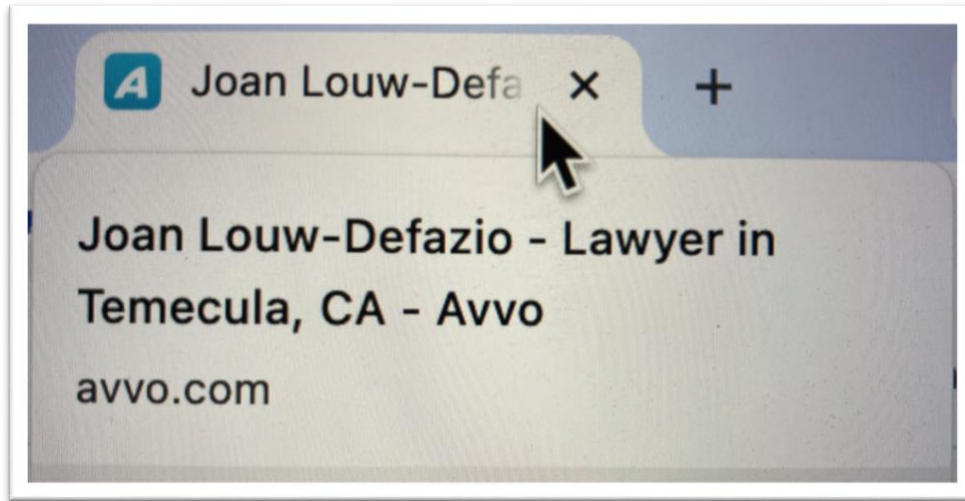 A Joan Louw-Defa × +
Joan Louw-Defazio - Lawyer in
Temecula, CA - Avvo
avvo.com